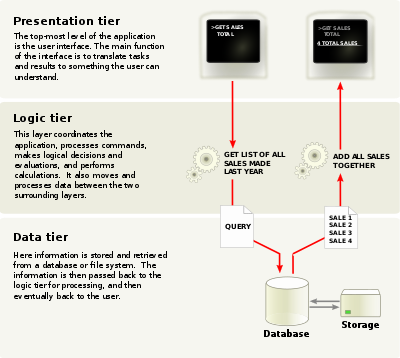 Presentation tier
The top-most level of the application
is the user interface. The main function
of the interface is to translate tasks
and results to something the user can
understand.
>GET SALES
TOTAL
>GET SALES
TOTAL
4 TOTAL SALES
Logic tier
This layer coordinates the
application, processes commands,
makes logical decisions and
evaluations, and performs
calculations. It also moves and
processes data between the two
surrounding layers.
GET LIST OF ALL
SALES MADE
LAST YEAR
ADD ALL SALES
TOGETHER
QUERY
SALE 1
SALE 2
SALE 3
SALE 4
Data tier
Here information is stored and retrieved
from a database or file system. The
information is then passed back to the
logic tier for processing, and then
eventually back to the user.
Database
Storage